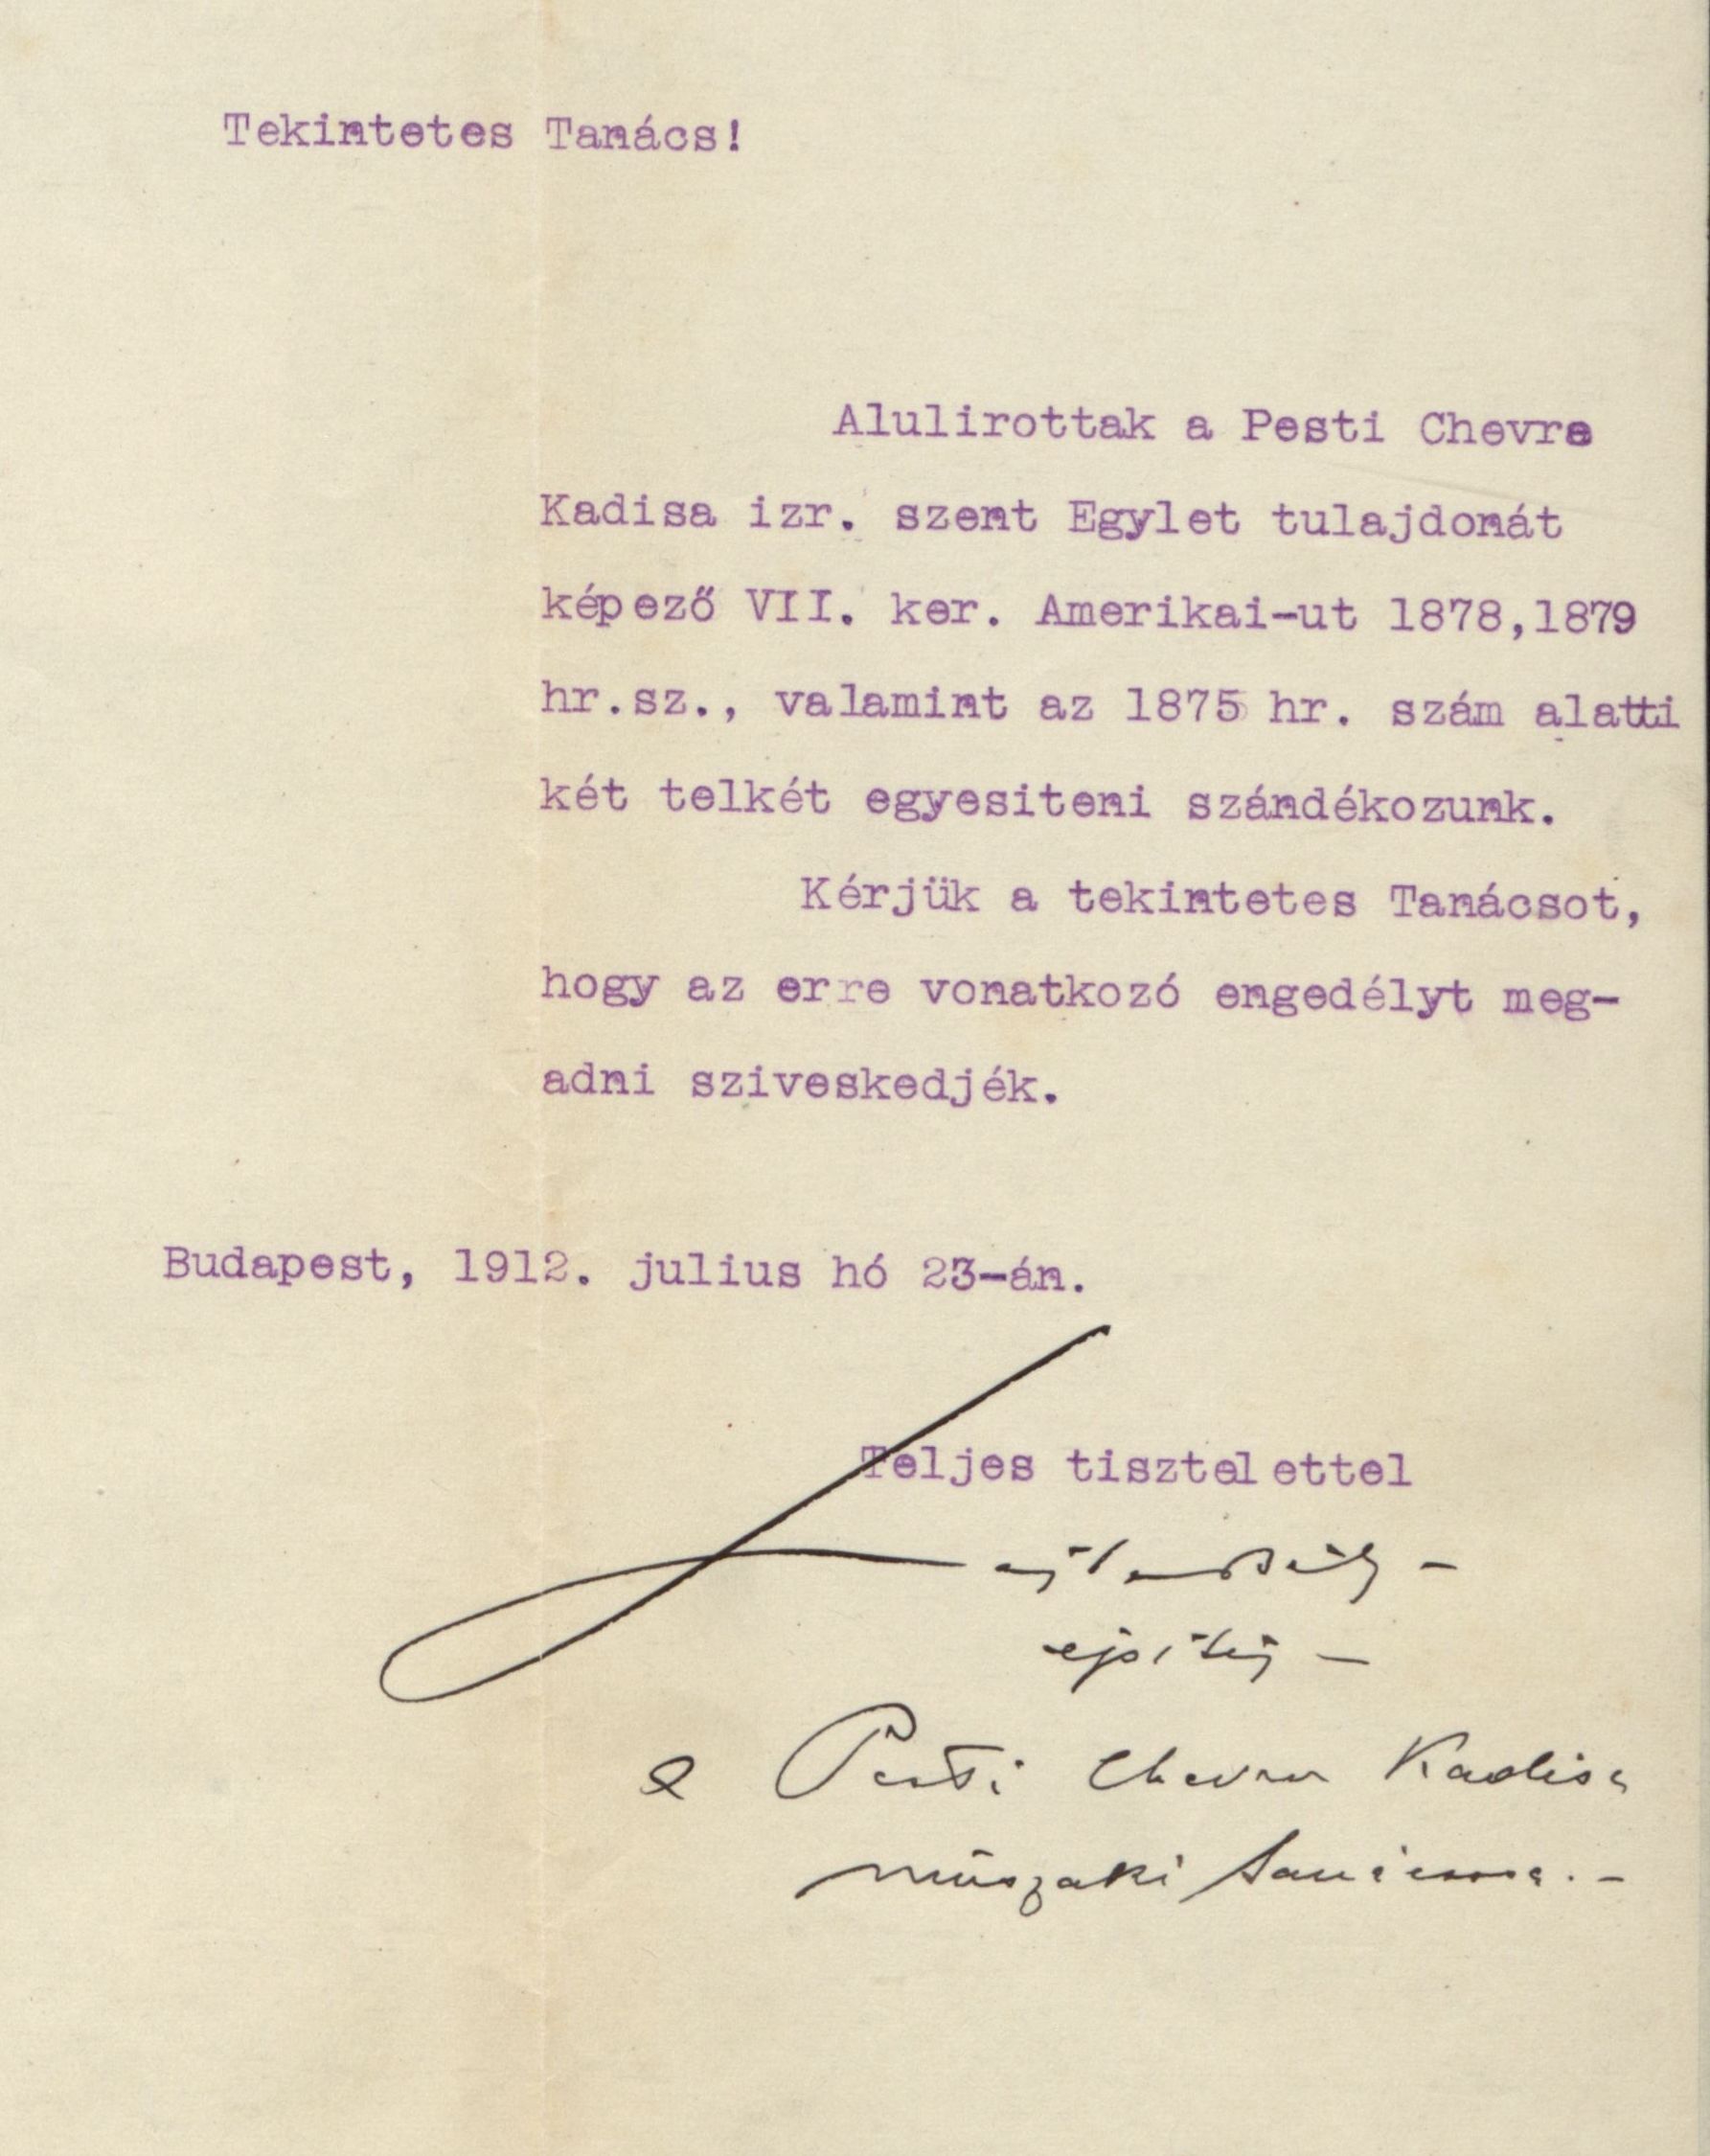 Tekintetes Tanács!
Alulirottak a Pesti Chevra
Kadisa izr. szent Egylet tulajdonát
képező VII. ker. Amerikai-ut 1878,1879
hr.sz., valamint az 1875 hr. szám alatti
két telkét egyesiteni szándékozunk.
Kérjük a tekintetes Tanácsot,
hogy az erre vonatkozó engedélyt meg-
adni sziveskedjék.
Budapest, 1912. julius hó 23-án.
Teljes tisztelettel
a Pesti Chevra Kadisa
műszaki